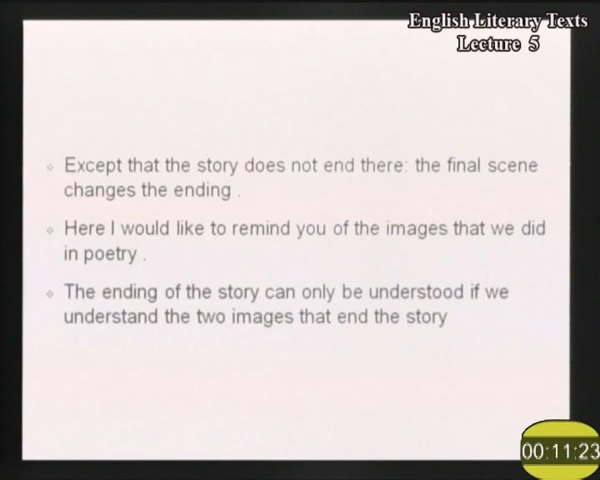 English Literary Texts
Lecture 5
Except that the story does not end there: the final scene
changes the ending .
Here I would like to remind you of the images that we did
in poetry .
The ending of the story can only be understood if we
understand the two images that end the story
00:11:23